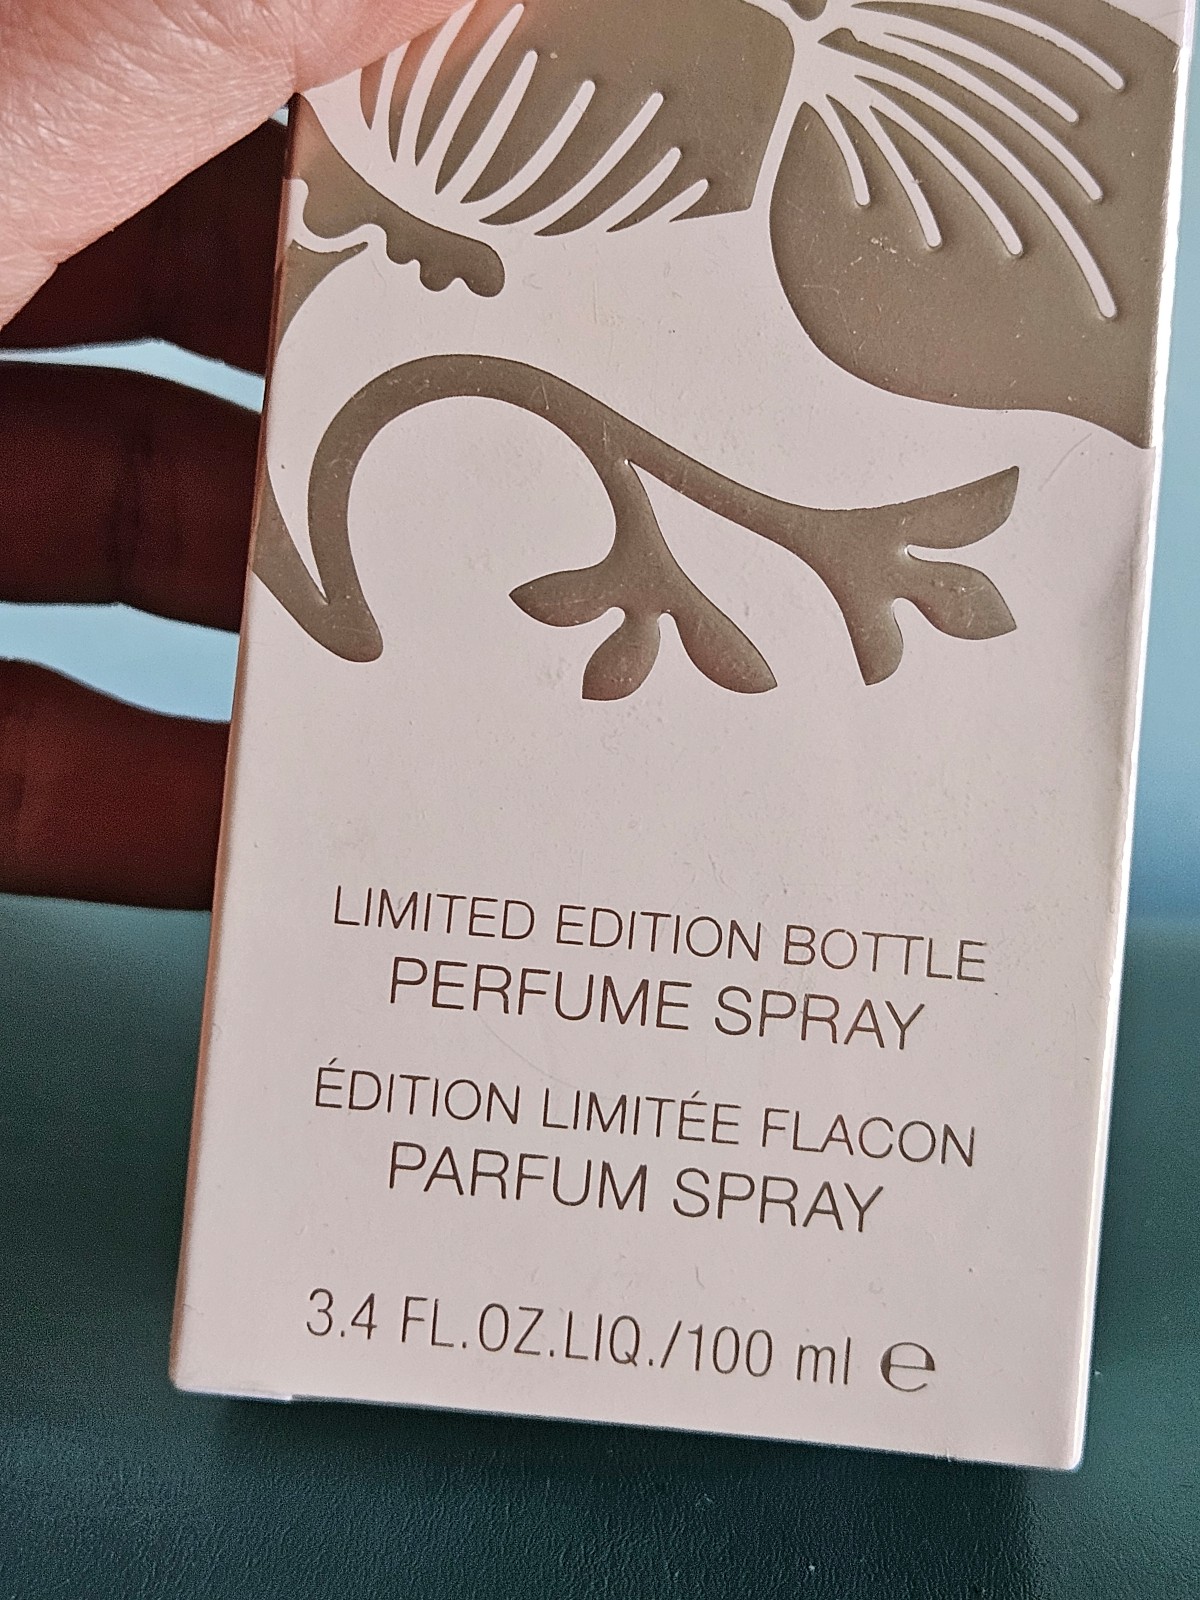 LIMITED EDITION BOTTLE
PERFUME SPRAY
ÉDITION LIMITÉE FLACON
PARFUM SPRAY
3.4 FL.OZ.LIQ./100 ml ℮